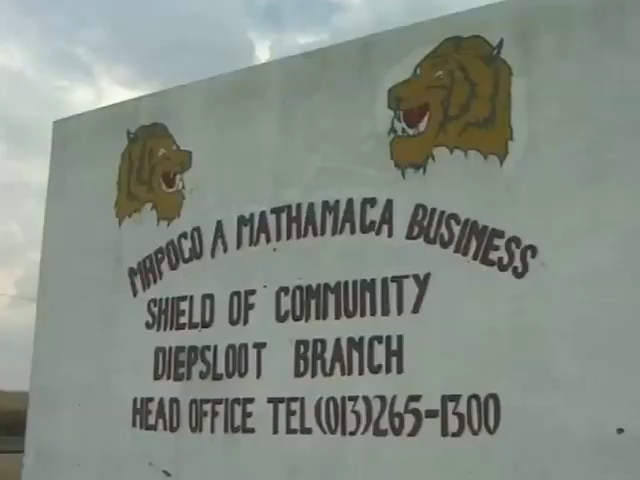 MAPOGO A MATHAMAGA BUSINESS
SHIELD OF COMMUNITY
DIEPSLOOT BRANCH
HEAD OFFICE TEL (013)265-1300